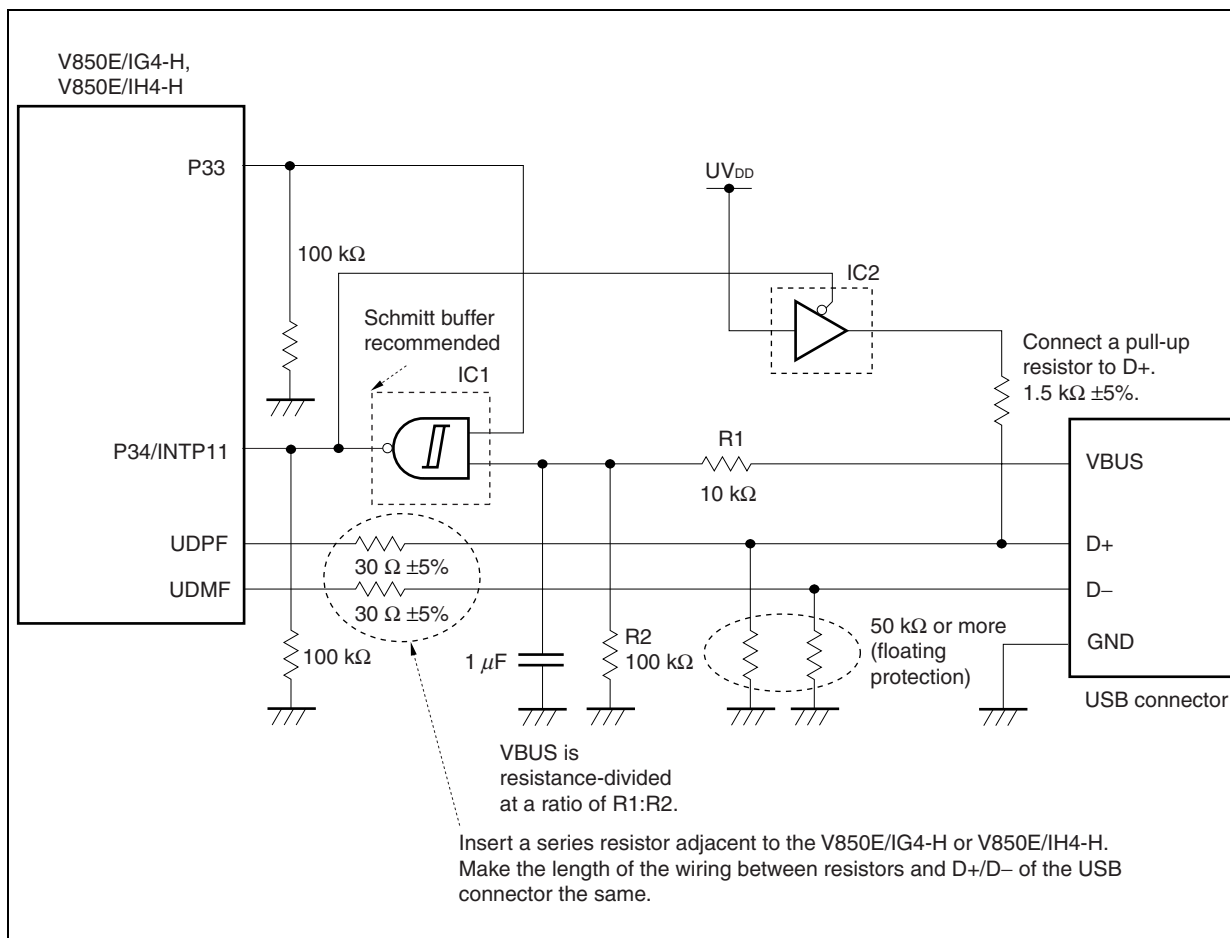 V850E/IG4-H,
V850E/IH4-H
P33
UVDD
100 kΩ
IC2
Schmitt buffer
recommended
IC1
Connect a pull-up
resistor to D+.
1.5 kΩ ±5%.
P34/INTP11
R1
10 kΩ
VBUS
UDPF
30 Ω ±5%
D+
UDMF
30 Ω ±5%
D−
100 kΩ
1 μF
R2
100 kΩ
50 kΩ or more
(floating
protection)
GND
USB connector
VBUS is
resistance-divided
at a ratio of R1:R2.
Insert a series resistor adjacent to the V850E/IG4-H or V850E/IH4-H.
Make the length of the wiring between resistors and D+/D− of the USB
connector the same.